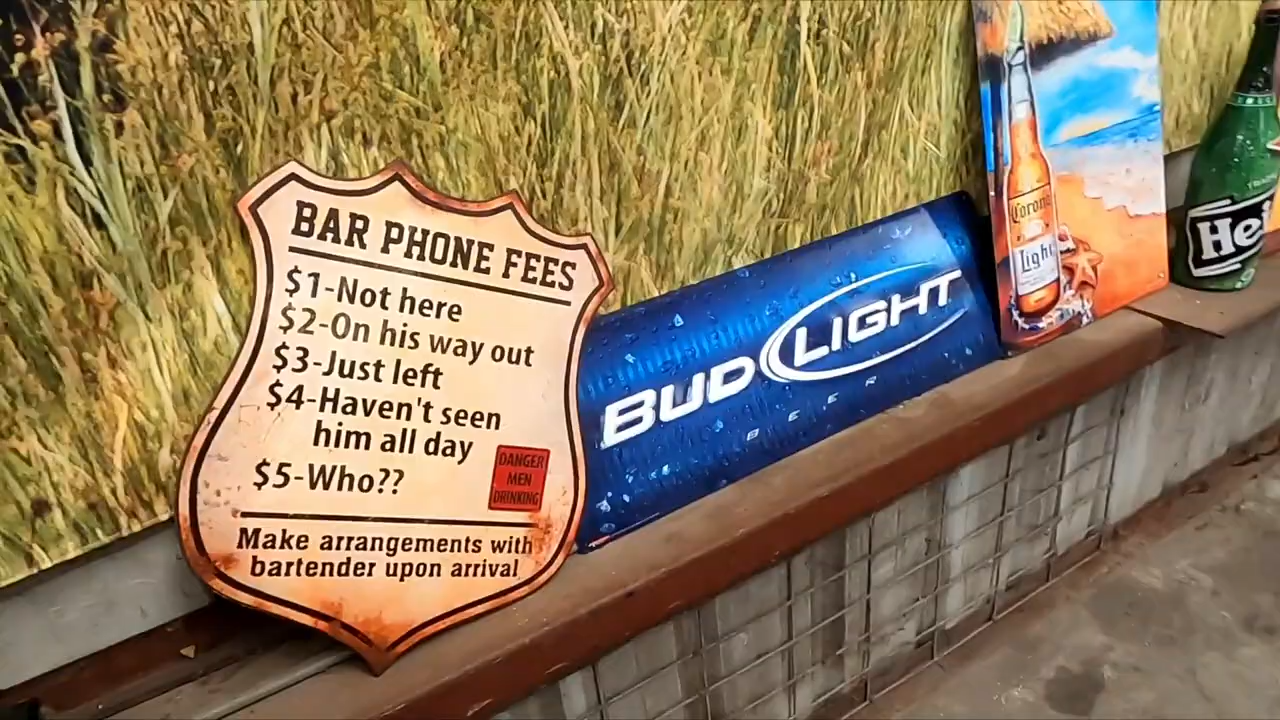 BAR PHONE FEES
$1-Not here
$2-On his way out
$3-Just left
$4-Haven't seen
him all day
$5-Who??
DANGER
MEN
DRINKING
Make arrangements with
bartender upon arrival
BUD LIGHT
BEER
Corona
Light
Hei